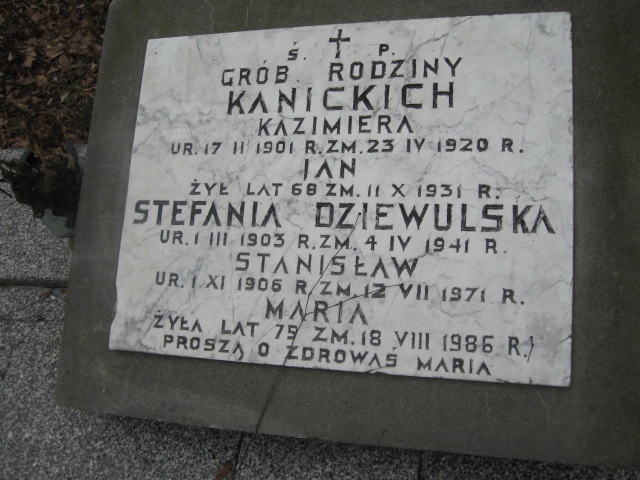 Ś. P.
GRÓB RODZINY
KANICKICH
KAZIMIERA
UR. 17 II 1901 R. ZM. 23 IV 1920 R.
JAN
ŻYŁ LAT 68 ZM. 11 X 1931 R.
STEFANIA DZIEWULSKA
UR. 1 III 1903 R. ZM. 4 IV 1941 R.
STANISŁAW
UR. 1 XI 1906 R. ZM. 12 VII 1971 R.
MARIA
ŻYŁA LAT 75 ZM. 18 VIII 1986 R.
PROSZĄ O ZDROWAŚ MARIA